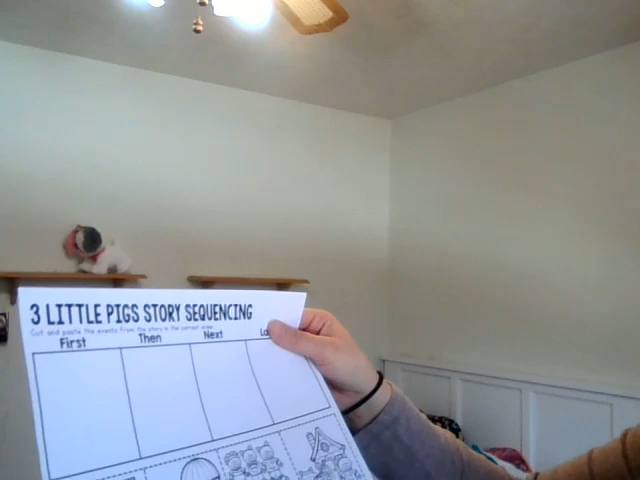 3 LITTLE PIGS STORY SEQUENCING
Cut and paste the events from the story in the correct order.
First Then Next